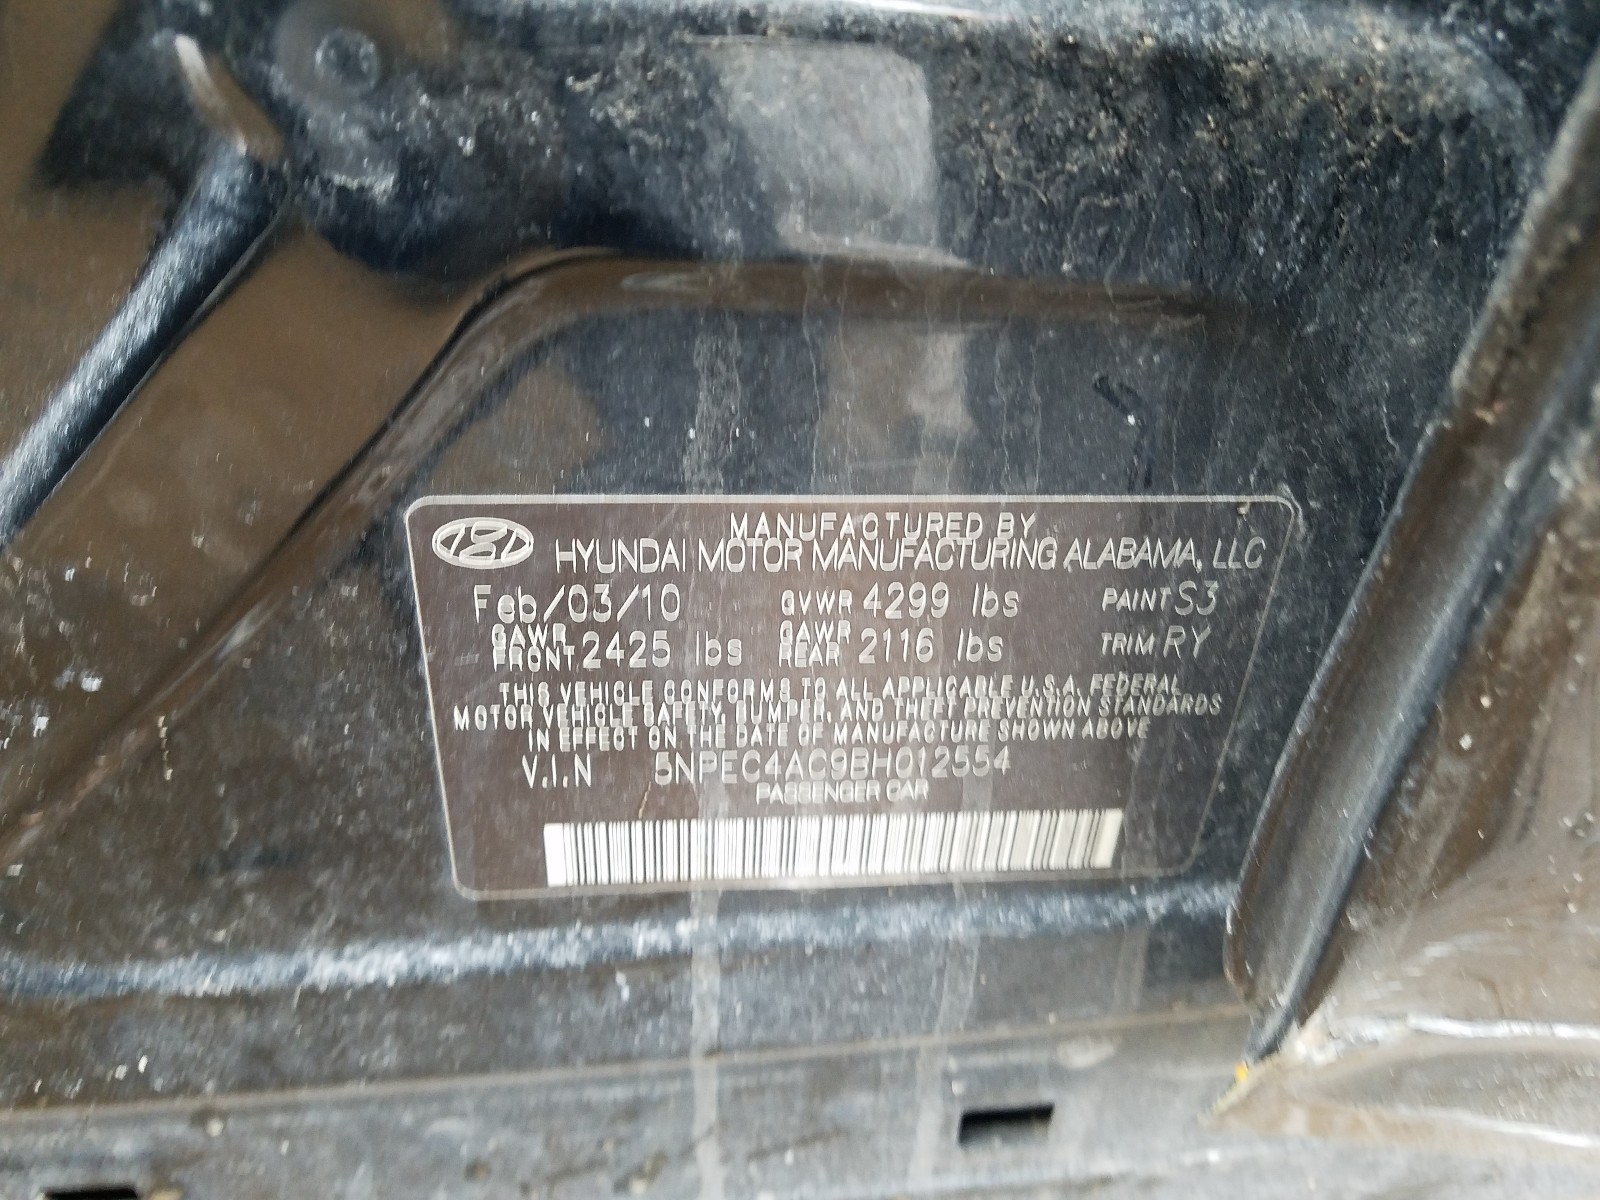 MANUFACTURED BY
HYUNDAI MOTOR MANUFACTURING ALABAMA, LLC
Feb/03/10 GVWR 4299 lbs PAINT S3
GAWR FRONT 2425 lbs GAWR REAR 2116 lbs TRIM RY
THIS VEHICLE CONFORMS TO ALL APPLICABLE U.S.A. FEDERAL
MOTOR VEHICLE SAFETY, BUMPER, AND THEFT PREVENTION STANDARDS
IN EFFECT ON THE DATE OF MANUFACTURE SHOWN ABOVE
V.I.N 5NPEC4AC9BH012554
PASSENGER CAR